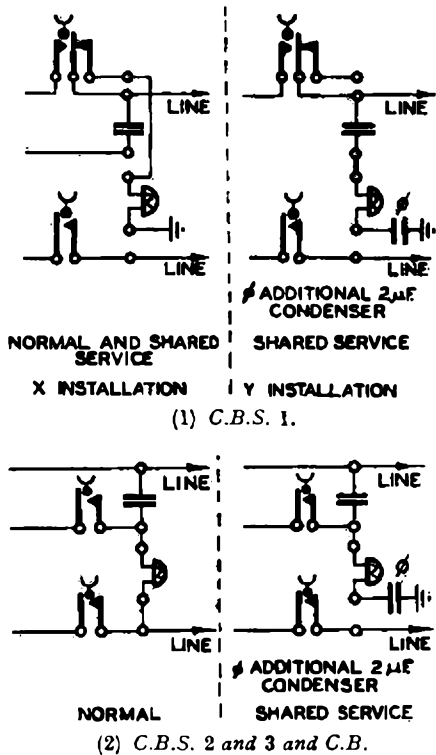 LINE
LINE
LINE
LINE
ø
ø ADDITIONAL 2µF
CONDENSER
NORMAL AND SHARED
SERVICE
SHARED SERVICE
X INSTALLATION
Y INSTALLATION
(1) C.B.S. 1.
LINE
LINE
ø
LINE
LINE
ø ADDITIONAL 2µF
CONDENSER
NORMAL
SHARED SERVICE
(2) C.B.S. 2 and 3 and C.B.